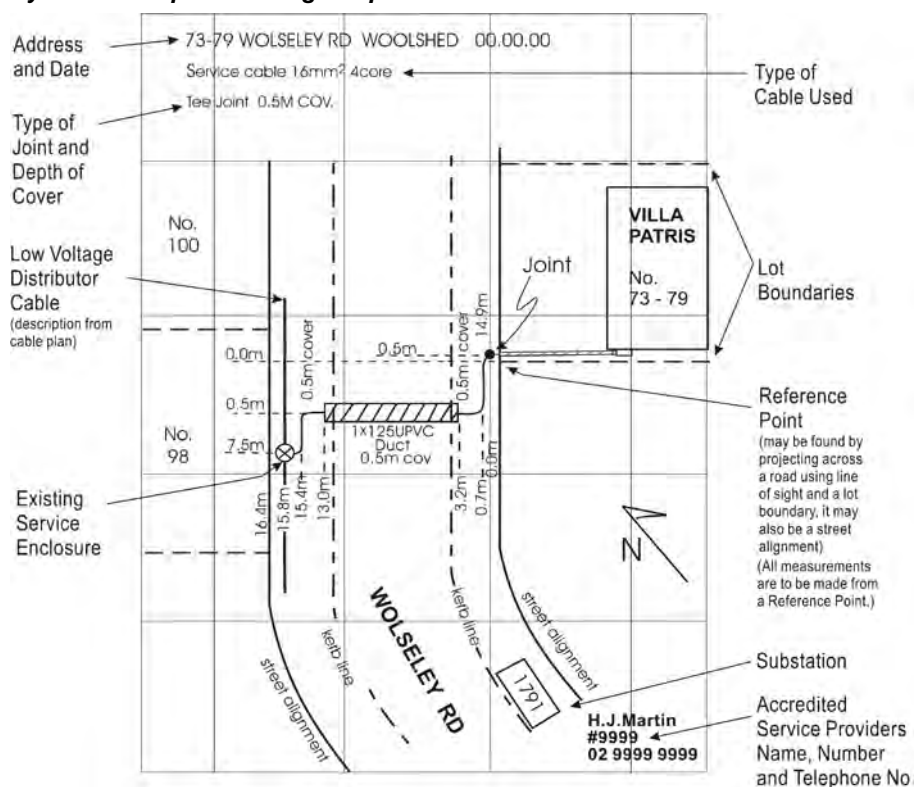 Address
and Date
73-79 WOLSELEY RD WOOLSHED 00.00.00
Service cable 16mm² 4core
Tee Joint 0.5M COV.
Type of
Cable Used
Type of
Joint and
Depth of
Cover
No.
100
VILLA
PATRIS
No.
73 - 79
Lot
Boundaries
Low Voltage
Distributor
Cable
(description from
cable plan)
Joint
14.9m
0.5m cover
0.5m cover
0.0m
0.5m
0.5m
7.5m
No.
98
1X125UPVC
Duct
0.5m cov
16.4m
15.8m
15.4m
13.0m
3.2m
0.7m
0.0m
Reference
Point
(may be found by
projecting across
a road using line
of sight and a lot
boundary, it may
also be a street
alignment)
(All measurements
are to be made from
a Reference Point.)
Existing
Service
Enclosure
N
WOLSELEY RD
kerb line
kerb line
street alignment
street alignment
1791
Substation
H.J.Martin
#9999
02 9999 9999
Accredited
Service Providers
Name, Number
and Telephone No